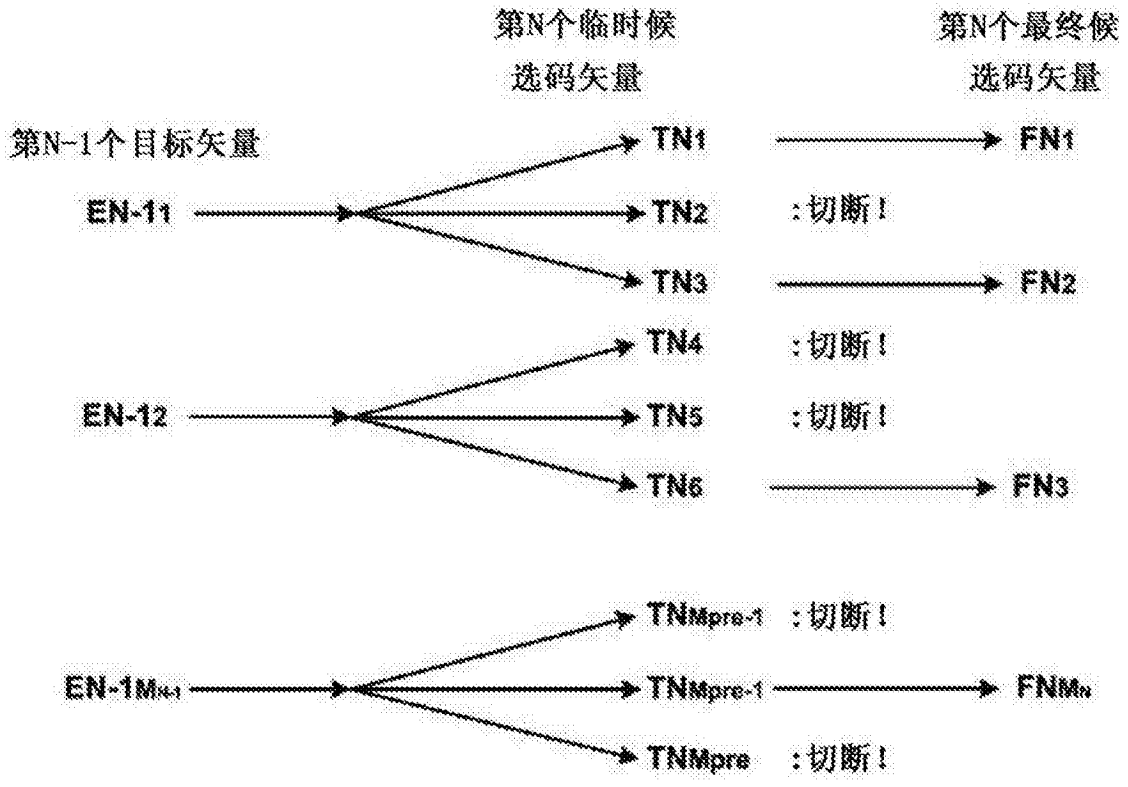 第N个临时候
选码矢量
第N个最终候
选码矢量
第N-1个目标矢量
TN1
FN1
EN-11
TN2 :切断!
TN3
FN2
TN4 :切断!
EN-12
TN5 :切断!
TN6
FN3
TNMpre-1 :切断!
EN-1MN-1
TNMpre-1
FNMN
TNMpre :切断!